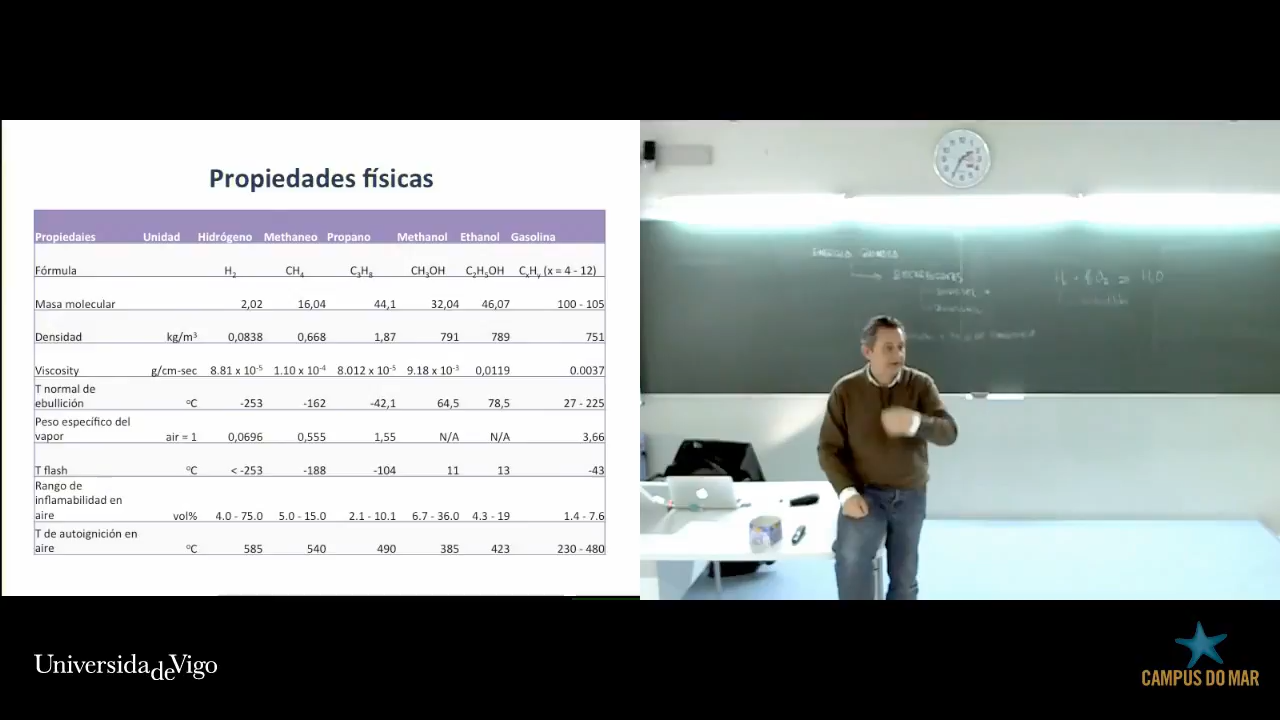 Propiedades físicas
Propiedaies Unidad Hidrógeno Methaneo Propano Methanol Ethanol Gasolina
Fórmula H₂ CH₄ C₃H₈ CH₃OH C₂H₅OH CₓHᵧ (x = 4 - 12)
Masa molecular 2,02 16,04 44,1 32,04 46,07 100 - 105
Densidad kg/m³ 0,0838 0,668 1,87 791 789 751
Viscosity g/cm-sec 8.81 x 10⁻⁵ 1.10 x 10⁻⁴ 8.012 x 10⁻⁵ 9.18 x 10⁻³ 0,0119 0.0037
T normal de
ebullición ºC -253 -162 -42,1 64,5 78,5 27 - 225
Peso específico del
vapor air = 1 0,0696 0,555 1,55 N/A N/A 3,66
T flash ºC < -253 -188 -104 11 13 -43
Rango de
inflamabilidad en
aire vol% 4.0 - 75.0 5.0 - 15.0 2.1 - 10.1 6.7 - 36.0 4.3 - 19 1.4 - 7.6
T de autoignición en
aire ºC 585 540 490 385 423 230 - 480
ENERGIA QUIMICA
H₂O
UniversidadeVigo
CAMPUS DO MAR